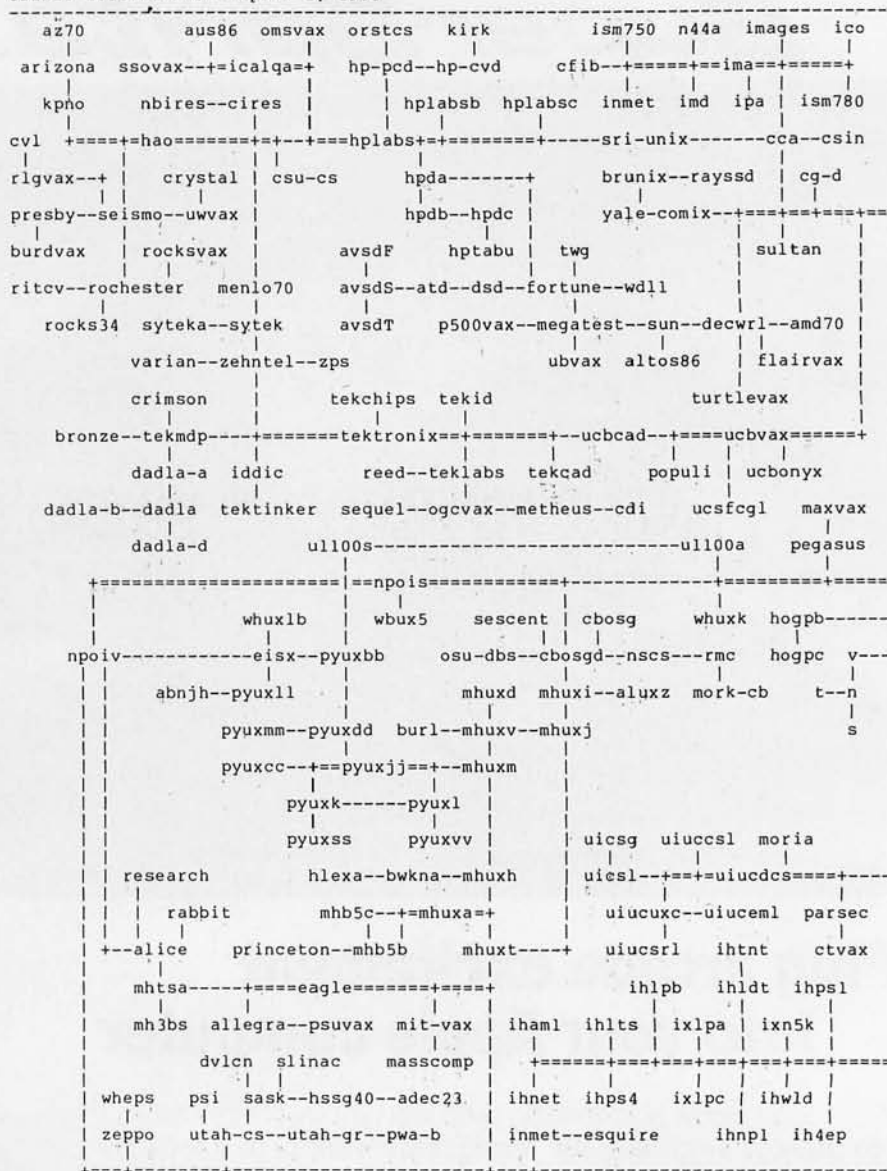 az70 aus86 omsvax orstcs kirk ism750 n44a images ico
| | | | | | | | |
arizona ssovax--+=icalqa=+ hp-pcd--hp-cvd cfib--+=====+==ima==+=====+
kpno nbires--cires | | hplabsb hplabsc inmet imd ipa | ism780
cvl +====+=hao=======+=+--+===hplabs+=+========+-----sri-unix-------cca--csin
rlgvax--+ | crystal | csu-cs hpda-------+ brunix--rayssd | cg-d
presby--seismo--uwvax | hpdb--hpdc | yale-comix--+===+==+===+==
burdvax | rocksvax | avsdF hptabu | twg | sultan |
ritcv--rochester menlo70 avsdS--atd--dsd--fortune--wdl1 | |
rocks34 syteka--sytek avsdT p500vax--megatest--sun--decwrl--amd70 |
varian--zehntel--zps ubvax altos86 | flairvax |
crimson | tekchips tekid turtlevax |
bronze--tekmdp----+=======tektronix==+=======+--ucbcad--+====ucbvax======+
dadla-a iddic reed--teklabs tekcad populi | ucbonyx
dadla-b--dadla tektinker sequel--ogcvax--metheus--cdi ucsfcgl maxvax
dadla-d ul100s---------------------------ul100a pegasus
+======================|==npois============+-------------+=========+=====
whuxlb | wbux5 sescent | cbosg whuxk hogpb------
npoiv------------eisx--pyuxbb osu-dbs--cbosgd--nscs---rmc hogpc v---
abnjh--pyuxll | mhuxd mhuxi--aluxz mork-cb t--n
pyuxmm--pyuxdd burl--mhuxv--mhuxj s
pyuxcc--+==pyuxjj==+--mhuxm |
pyuxk------pyuxl | |
pyuxss pyuxvv | | uicsg uiuccsl moria
research hlexa--bwkna--mhuxh | uicsl--+==+=uiucdcs====+----
rabbit mhb5c--+=mhuxa=+ | uiucuxc--uiuceml parsec
+--alice princeton--mhb5b mhuxt----+ uiucsrl ihtnt ctvax
mhtsa-----+====eagle=======+====+ ihlpb ihldt ihpsl
mh3bs allegra--psuvax mit-vax | ihaml ihlts | ixlpa | ixn5k |
dvlcn slinac masscomp | +======+===+===+===+===+=====
wheps psi sask--hssg40--adec23 | ihnet ihps4 ixlpc | ihwld |
zeppo utah-cs--utah-gr--pwa-b | inmet--esquire ihnpl ih4ep